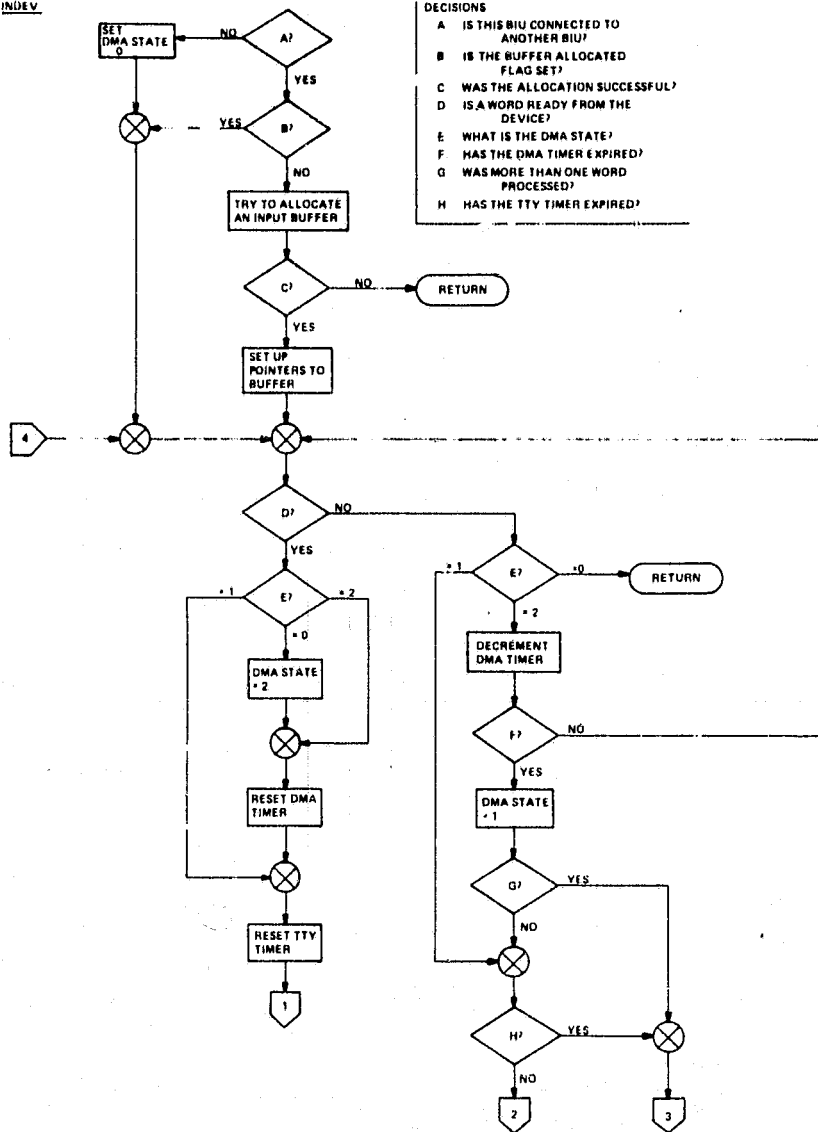 INDEV
SET
DMA STATE
0
NO
A?
YES
YES
B?
NO
TRY TO ALLOCATE
AN INPUT BUFFER
C?
NO
RETURN
YES
SET UP
POINTERS TO
BUFFER
4
D?
NO
YES
= 1
E?
= 2
= 0
DMA STATE
= 2
RESET DMA
TIMER
RESET TTY
TIMER
1
= 1
E?
=0
RETURN
= 2
DECREMENT
DMA TIMER
F?
NO
YES
DMA STATE
= 1
G?
YES
NO
H?
YES
NO
2
3
DECISIONS
A IS THIS BIU CONNECTED TO
ANOTHER BIU?
B IS THE BUFFER ALLOCATED
FLAG SET?
C WAS THE ALLOCATION SUCCESSFUL?
D IS A WORD READY FROM THE
DEVICE?
E WHAT IS THE DMA STATE?
F HAS THE DMA TIMER EXPIRED?
G WAS MORE THAN ONE WORD
PROCESSED?
H HAS THE TTY TIMER EXPIRED?